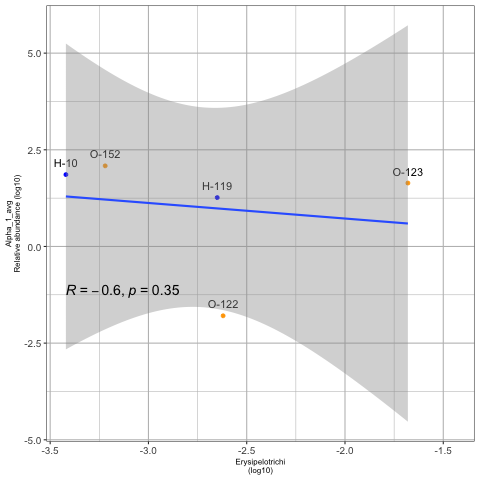 Alpha_1_avg
Relative abundance (log10)
5.0
2.5
0.0
-2.5
-5.0
H-10
O-152
H-119
O-123
O-122
R = −0.6, p = 0.35
-3.5
-3.0
-2.5
-2.0
-1.5
Erysipelotrichi
(log10)